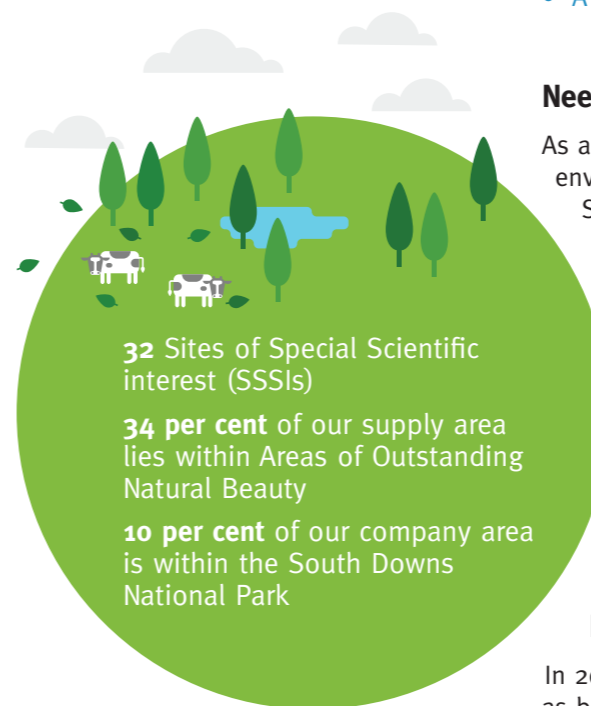 A
Nee
As a
env
S
32 Sites of Special Scientific
interest (SSSIs)
34 per cent of our supply area
lies within Areas of Outstanding
Natural Beauty
10 per cent of our company area
is within the South Downs
National Park
In 20
as b